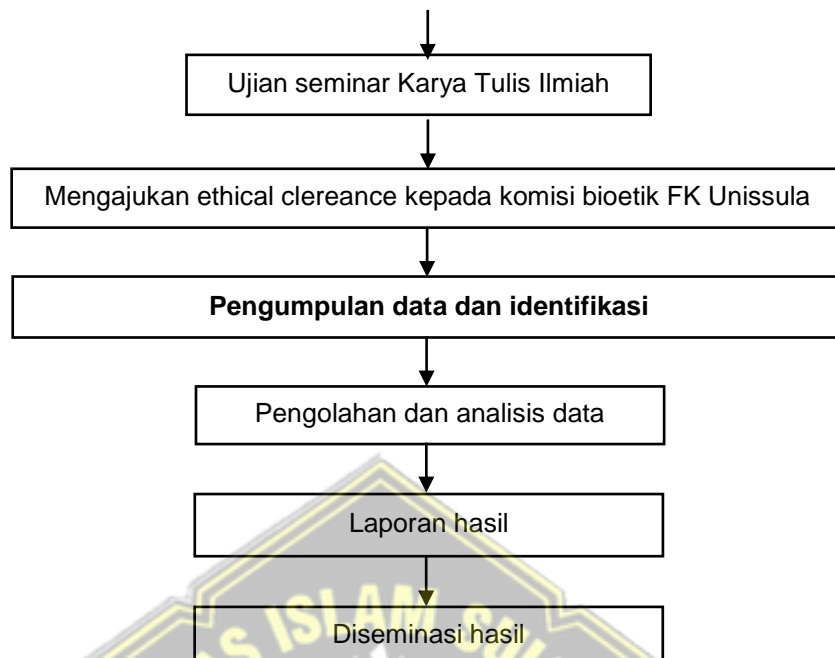 Ujian seminar Karya Tulis Ilmiah
Mengajukan ethical clereance kepada komisi bioetik FK Unissula
Pengumpulan data dan identifikasi
Pengolahan dan analisis data
Laporan hasil
Diseminasi hasil
ISLAM